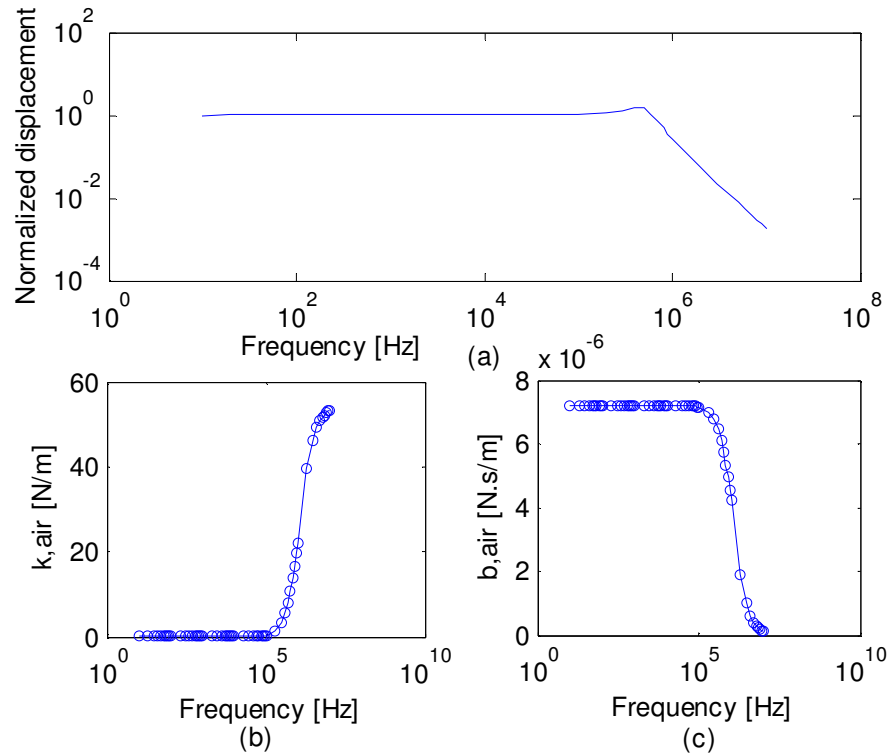 10^2
10^0
10^-2
10^-4
Normalized displacement
10^0 10^2 10^4 10^6 10^8
Frequency [Hz]
(a)
60
40
20
0
k,air [N/m]
10^0 10^5 10^10
Frequency [Hz]
(b)
x 10^-6
8
6
4
2
0
b,air [N.s/m]
10^0 10^5 10^10
Frequency [Hz]
(c)